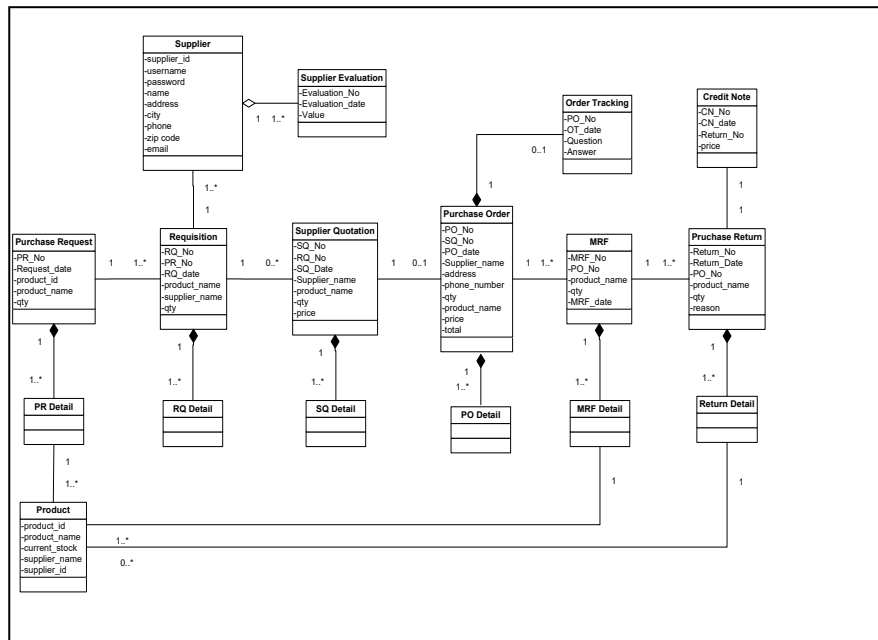 Supplier
-supplier_id
-username
-password
-name
-address
-city
-phone
-zip code
-email
Supplier Evaluation
-Evaluation_No
-Evaluation_date
-Value
1
1..*
Order Tracking
-PO_No
-OT_date
-Question
-Answer
0..1
1
Credit Note
-CN_No
-CN_date
-Return_No
-price
1
1
1..*
1
Purchase Request
-PR_No
-Request_date
-product_id
-product_name
-qty
1
1..*
Requisition
-RQ_No
-PR_No
-RQ_date
-product_name
-supplier_name
-qty
1
0..*
Supplier Quotation
-SQ_No
-RQ_No
-SQ_Date
-Supplier_name
-product_name
-qty
-price
1
0..1
Purchase Order
-PO_No
-SQ_No
-PO_date
-Supplier_name
-address
-phone_number
-qty
-product_name
-price
-total
1
1..*
MRF
-MRF_No
-PO_No
-product_name
-qty
-MRF_date
1
1..*
Pruchase Return
-Return_No
-Return_Date
-PO_No
-product_name
-qty
-reason
1
1..*
1
1..*
1
1..*
1
1..*
1
1..*
1
1..*
PR Detail
RQ Detail
SQ Detail
PO Detail
MRF Detail
Return Detail
1
1..*
1
1
Product
-product_id
-product_name
-current_stock
-supplier_name
-supplier_id
1..*
0..*